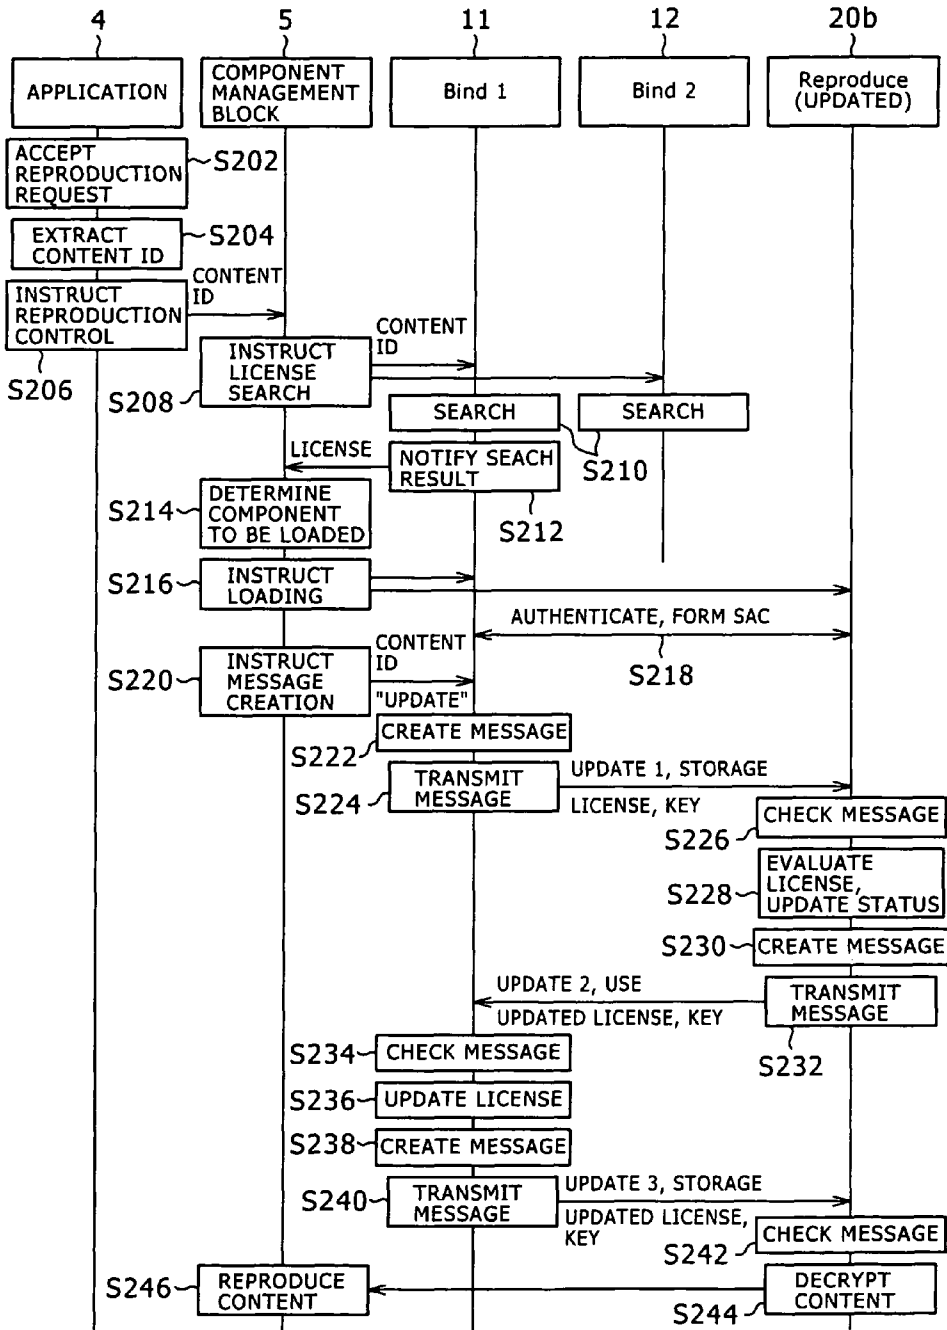 4
5
11
12
20b
APPLICATION
COMPONENT
MANAGEMENT
BLOCK
Bind 1
Bind 2
Reproduce
(UPDATED)
ACCEPT
REPRODUCTION
REQUEST
S202
EXTRACT
CONTENT ID
S204
INSTRUCT
REPRODUCTION
CONTROL
S206
CONTENT
ID
INSTRUCT
LICENSE
SEARCH
S208
CONTENT
ID
SEARCH
SEARCH
S210
LICENSE
NOTIFY SEACH
RESULT
S212
S214
DETERMINE
COMPONENT
TO BE LOADED
S216
INSTRUCT
LOADING
AUTHENTICATE, FORM SAC
S218
S220
INSTRUCT
MESSAGE
CREATION
CONTENT
ID
"UPDATE"
S222
CREATE MESSAGE
S224
TRANSMIT
MESSAGE
UPDATE 1, STORAGE
LICENSE, KEY
S226
CHECK MESSAGE
S228
EVALUATE
LICENSE,
UPDATE STATUS
S230
CREATE MESSAGE
UPDATE 2, USE
UPDATED LICENSE, KEY
TRANSMIT
MESSAGE
S232
S234
CHECK MESSAGE
S236
UPDATE LICENSE
S238
CREATE MESSAGE
S240
TRANSMIT
MESSAGE
UPDATE 3, STORAGE
UPDATED LICENSE,
KEY
S242
CHECK MESSAGE
S246
REPRODUCE
CONTENT
S244
DECRYPT
CONTENT